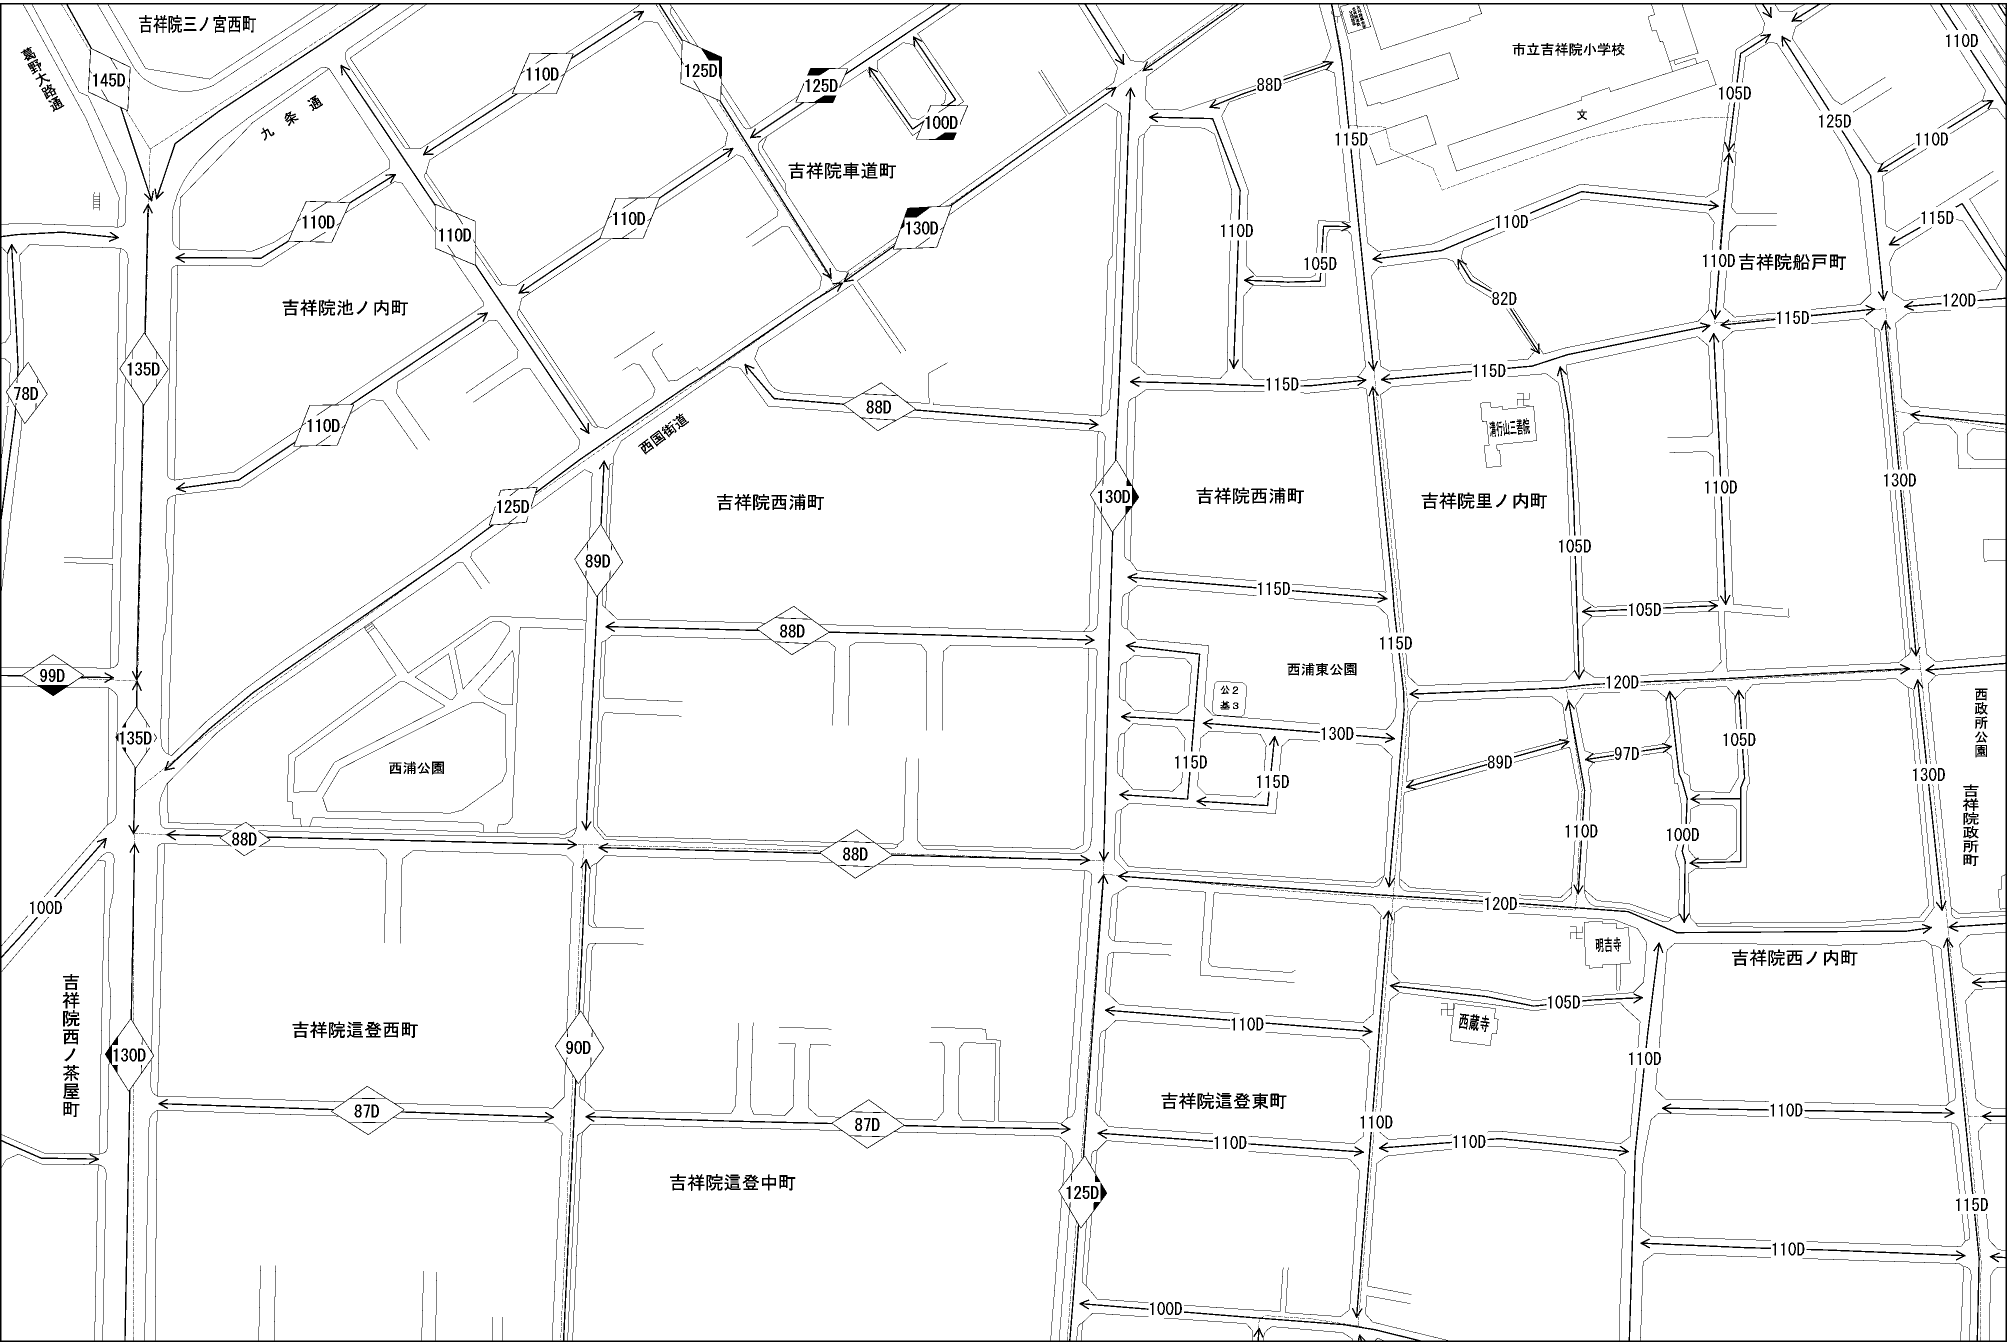 吉祥院三ノ宮西町
葛野大路通
145D
九条通
110D
125D
125D
100D
吉祥院車道町
88D
115D
市立吉祥院小学校
文
105D
125D
110D
110D
110D
110D
110D
130D
110D
105D
110D
110D
吉祥院船戸町
115D
120D
82D
115D
吉祥院池ノ内町
135D
78D
110D
88D
115D
115D
西国街道
清行山三善院
125D
吉祥院西浦町
130D
吉祥院西浦町
吉祥院里ノ内町
110D
130D
89D
105D
115D
105D
88D
115D
99D
西浦東公園
公2
基3
120D
西政所公園
135D
西浦公園
130D
115D
115D
89D
97D
105D
130D
吉祥院政所町
88D
88D
110D
100D
100D
120D
明吉寺
吉祥院西ノ内町
吉祥院西ノ茶屋町
吉祥院這登西町
105D
西蔵寺
110D
130D
90D
110D
87D
87D
吉祥院這登東町
110D
110D
110D
110D
吉祥院這登中町
125D
115D
110D
100D